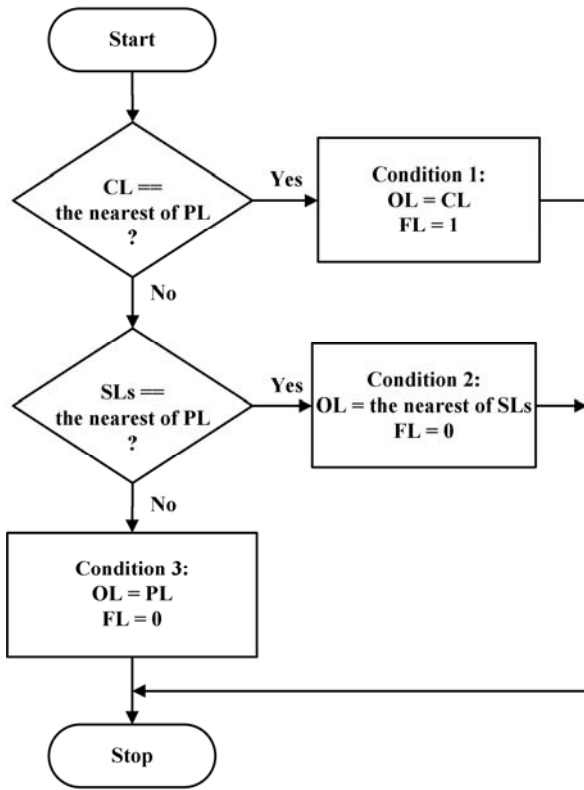 Start
CL ==
the nearest of PL
?
Yes
Condition 1:
OL = CL
FL = 1
No
SLs ==
the nearest of PL
?
Yes
Condition 2:
OL = the nearest of SLs
FL = 0
No
Condition 3:
OL = PL
FL = 0
Stop